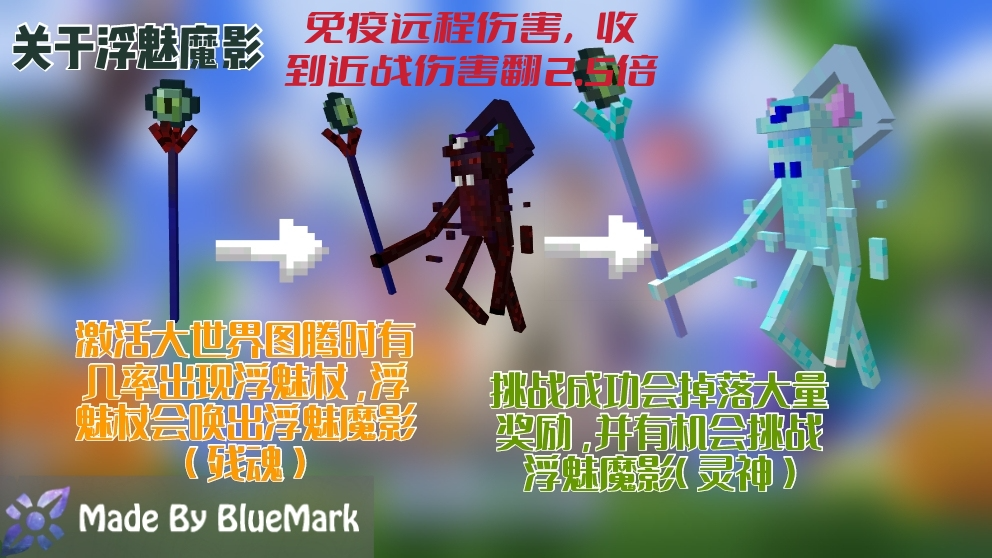 关于浮魅魔影
免疫远程伤害, 收
到近战伤害翻2.5倍
激活大世界图腾时有
几率出现浮魅杖,浮
魅杖会唤出浮魅魔影
(残魂)
挑战成功会掉落大量
奖励,并有机会挑战
浮魅魔影(灵神)
Made By BlueMark